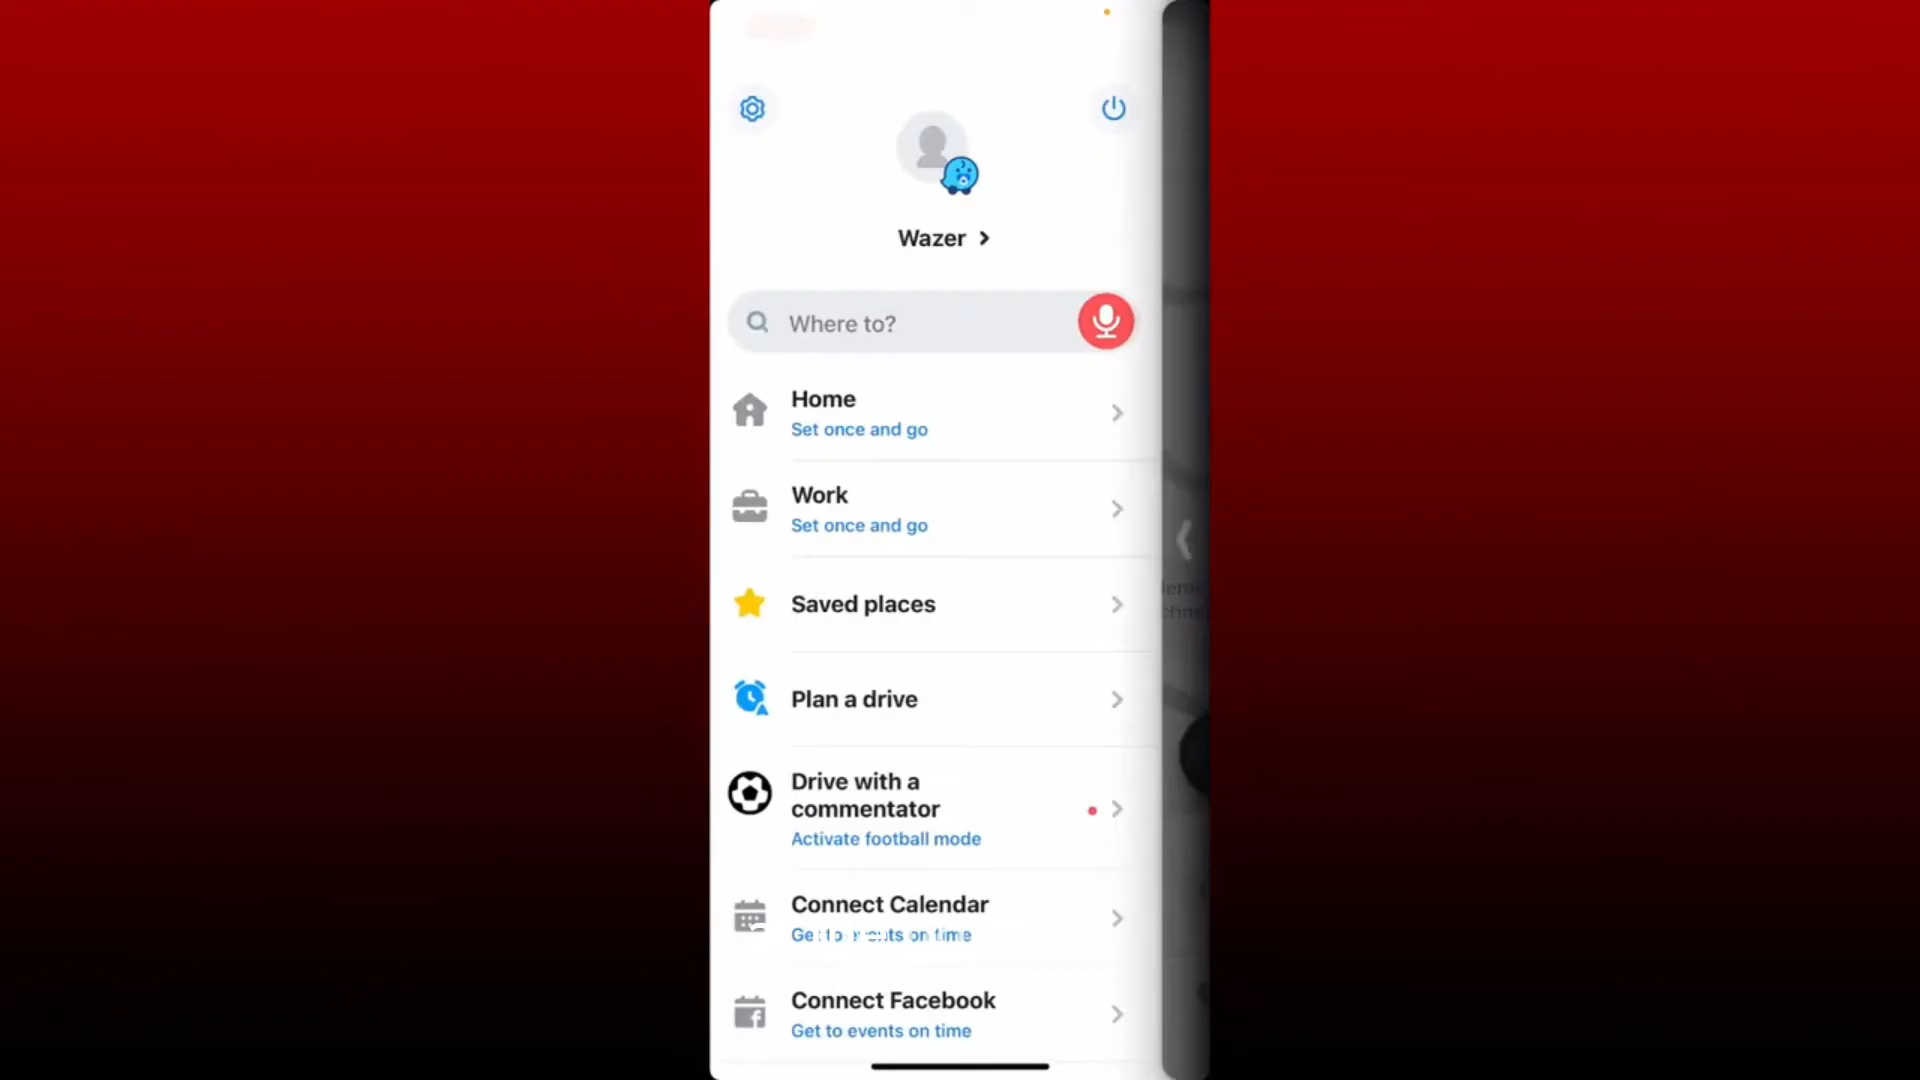 Wazer
Where to?
Home
Set once and go
Work
Set once and go
Saved places
Plan a drive
Drive with a
commentator
Activate football mode
Connect Calendar
Get to events on time
Connect Facebook
Get to events on time